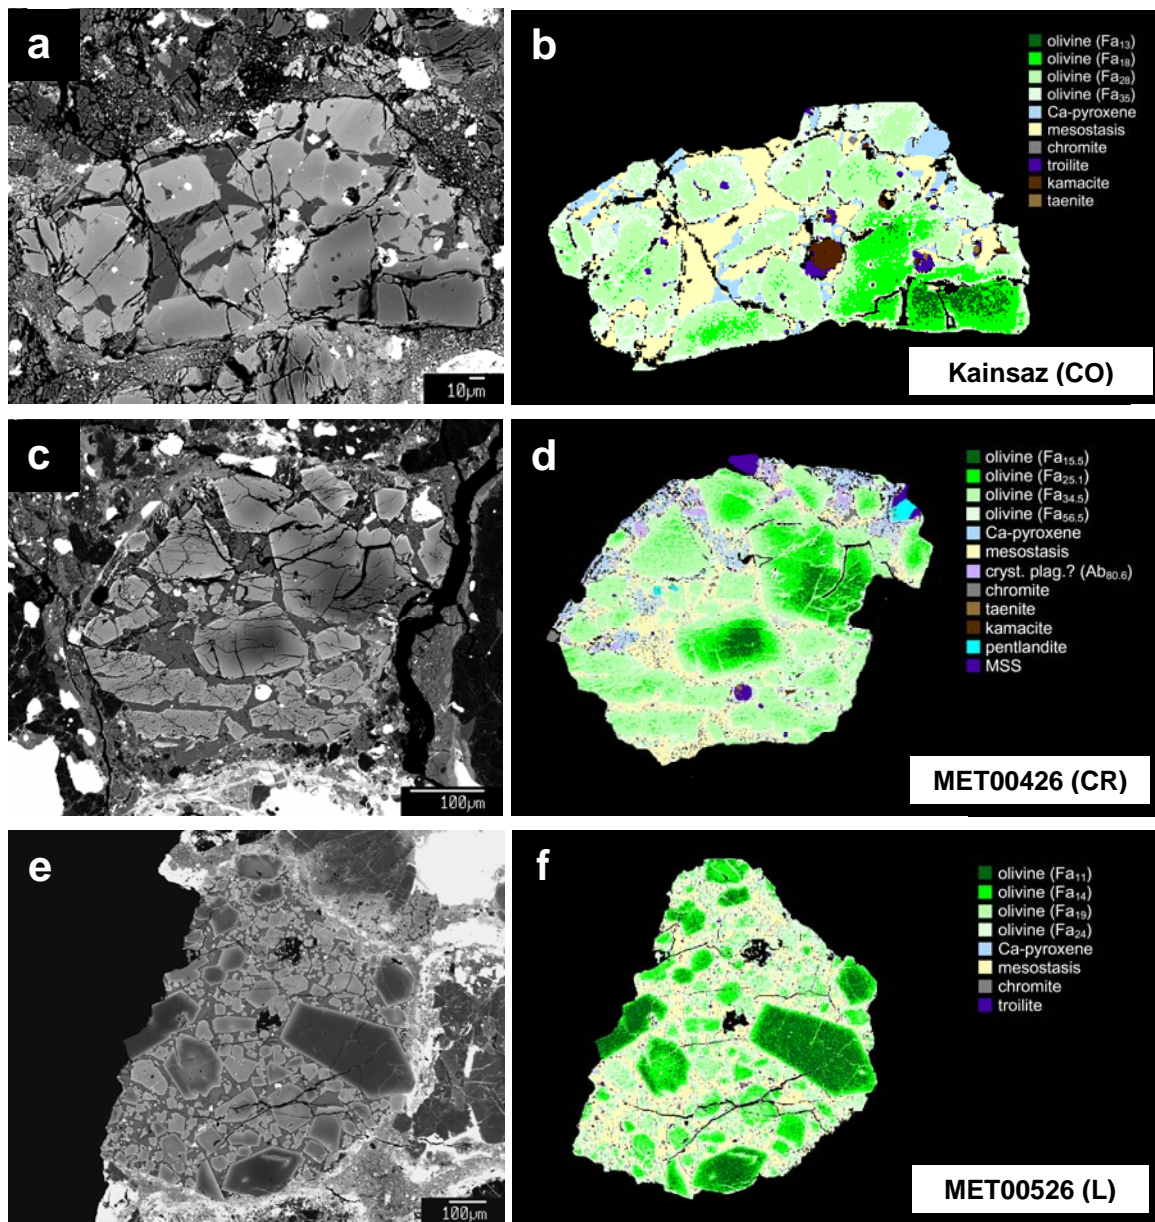 a
10µm
b
olivine (Fa13)
olivine (Fa18)
olivine (Fa28)
olivine (Fa35)
Ca-pyroxene
mesostasis
chromite
troilite
kamacite
taenite
Kainsaz (CO)
c
100µm
d
olivine (Fa15.5)
olivine (Fa25.1)
olivine (Fa34.5)
olivine (Fa56.5)
Ca-pyroxene
mesostasis
cryst. plag.? (Ab80.6)
chromite
taenite
kamacite
pentlandite
MSS
MET00426 (CR)
e
100µm
f
olivine (Fa11)
olivine (Fa14)
olivine (Fa19)
olivine (Fa24)
Ca-pyroxene
mesostasis
chromite
troilite
MET00526 (L)